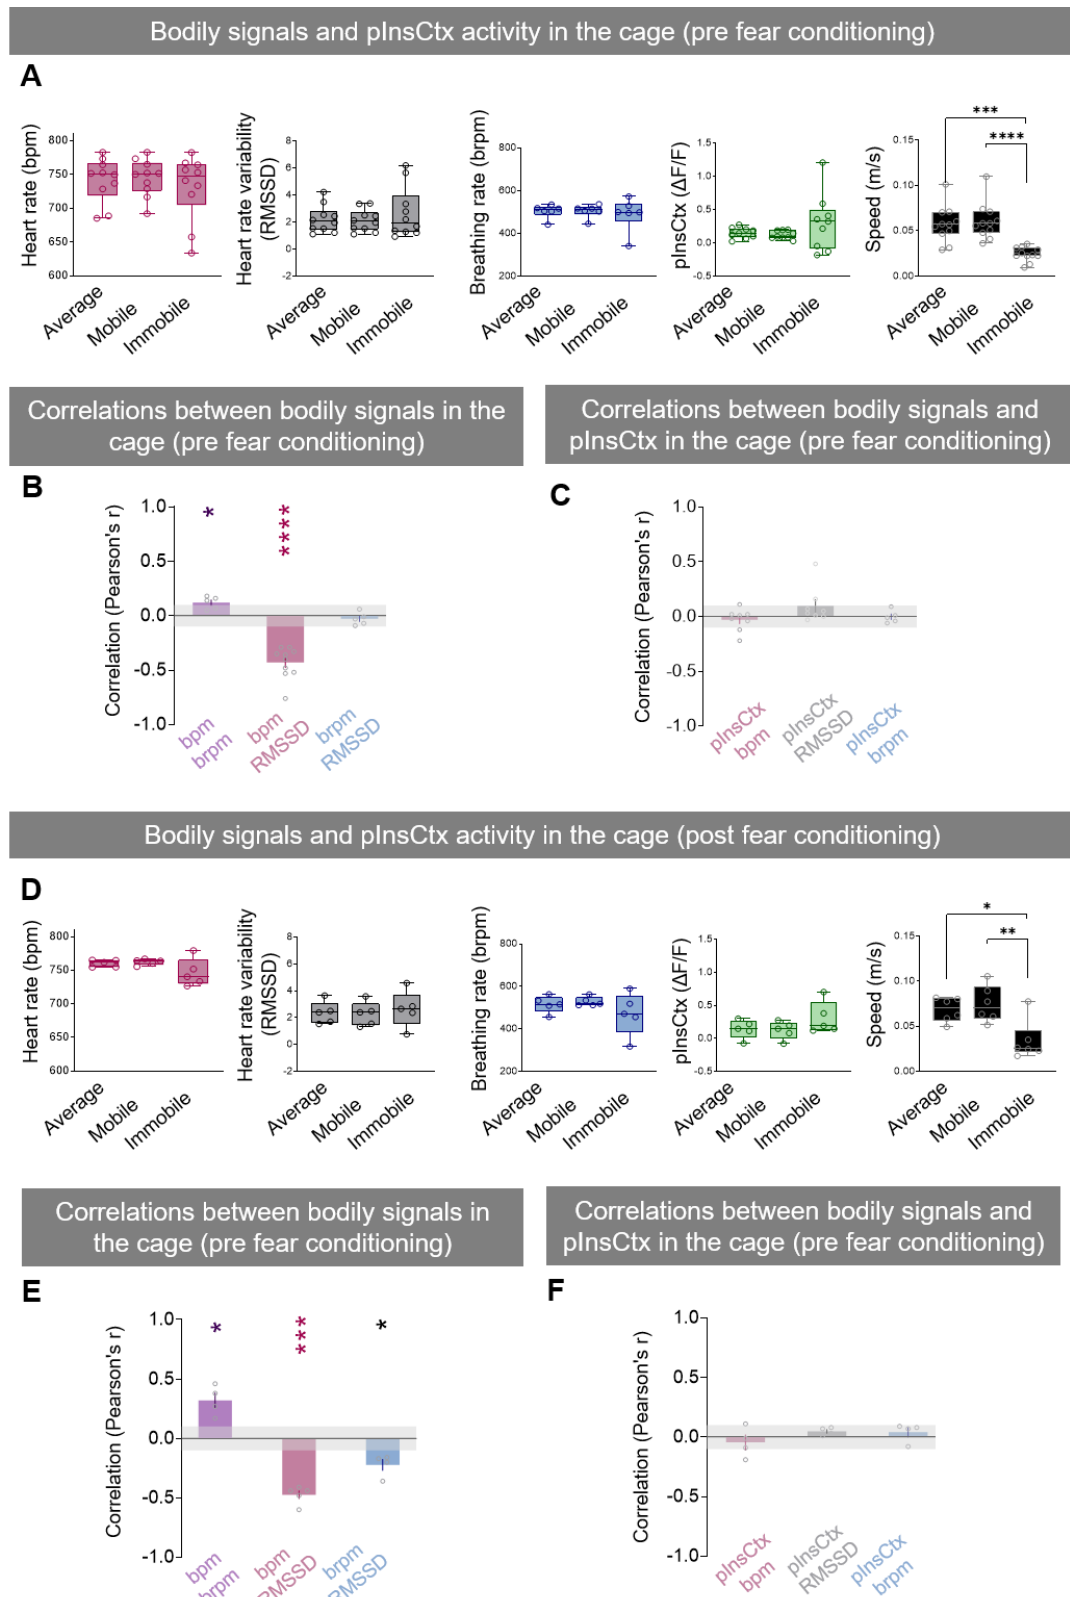 Bodily signals and pInsCtx activity in the cage (pre fear conditioning)
A
Heart rate (bpm)
800
750
700
650
600
Average
Mobile
Immobile
Heart rate variability
(RMSSD)
8
6
4
2
0
-2
Average
Mobile
Immobile
Breathing rate (brpm)
800
600
400
200
Average
Mobile
Immobile
pInsCtx (ΔF/F)
1.5
1.0
0.5
0.0
-0.5
Average
Mobile
Immobile
Speed (m/s)
0.15
0.10
0.05
0.00
***
****
Average
Mobile
Immobile
Correlations between bodily signals in the
cage (pre fear conditioning)
Correlations between bodily signals and
pInsCtx in the cage (pre fear conditioning)
B
Correlation (Pearson's r)
1.0
0.5
0.0
-0.5
-1.0
*
****
bpm
brpm
bpm
RMSSD
brpm
RMSSD
C
Correlation (Pearson's r)
1.0
0.5
0.0
-0.5
-1.0
pInsCtx
bpm
pInsCtx
RMSSD
pInsCtx
brpm
Bodily signals and pInsCtx activity in the cage (post fear conditioning)
D
Heart rate (bpm)
800
750
700
650
600
Average
Mobile
Immobile
Heart rate variability
(RMSSD)
8
6
4
2
0
-2
Average
Mobile
Immobile
Breathing rate (brpm)
800
600
400
200
Average
Mobile
Immobile
pInsCtx (ΔF/F)
1.5
1.0
0.5
0.0
-0.5
Average
Mobile
Immobile
Speed (m/s)
0.15
0.10
0.05
0.00
*
**
Average
Mobile
Immobile
Correlations between bodily signals in
the cage (pre fear conditioning)
Correlations between bodily signals and
pInsCtx in the cage (pre fear conditioning)
E
Correlation (Pearson's r)
1.0
0.5
0.0
-0.5
-1.0
*
***
*
bpm
brpm
bpm
RMSSD
brpm
RMSSD
F
Correlation (Pearson's r)
1.0
0.5
0.0
-0.5
-1.0
pInsCtx
bpm
pInsCtx
RMSSD
pInsCtx
brpm